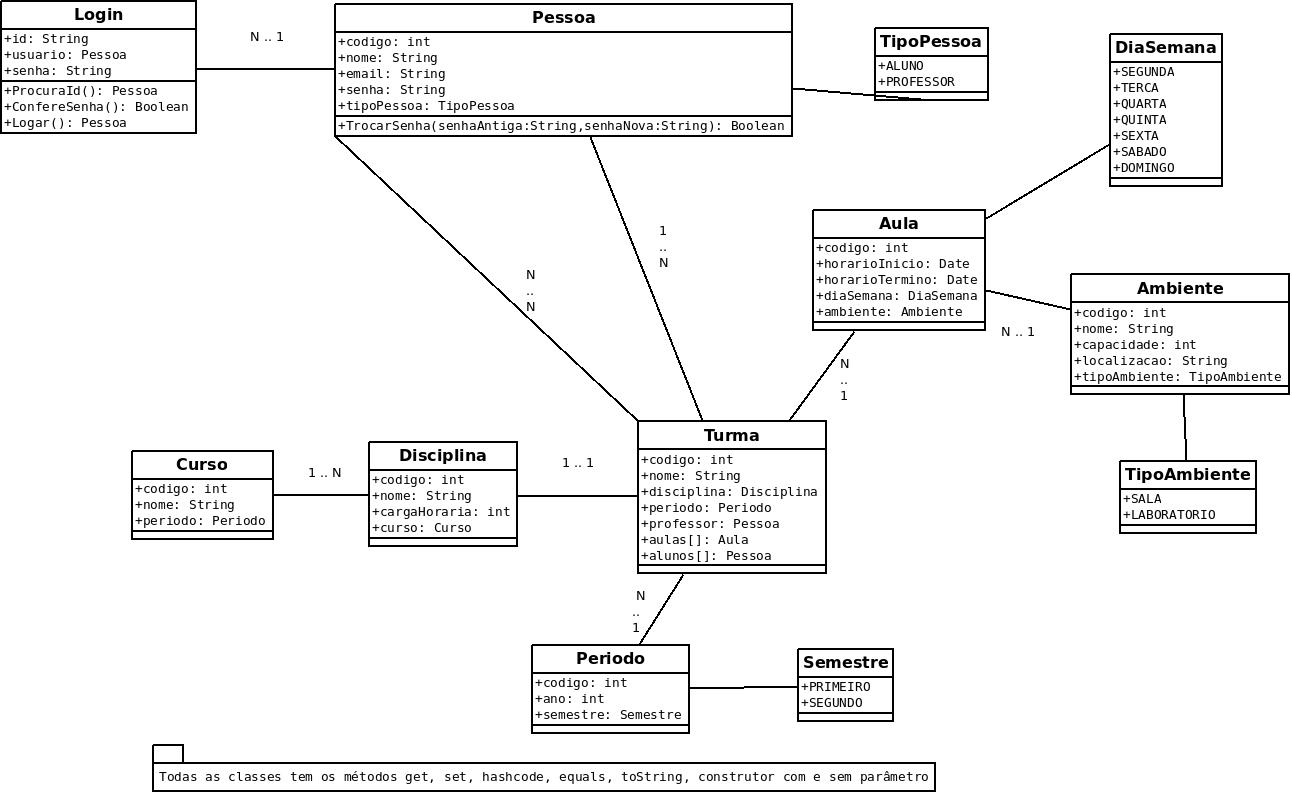 Login
+id: String
+usuario: Pessoa
+senha: String
+ProcuraId(): Pessoa
+ConfereSenha(): Boolean
+Logar(): Pessoa
N .. 1
Pessoa
+codigo: int
+nome: String
+email: String
+senha: String
+tipoPessoa: TipoPessoa
+TrocarSenha(senhaAntiga:String,senhaNova:String): Boolean
TipoPessoa
+ALUNO
+PROFESSOR
DiaSemana
+SEGUNDA
+TERCA
+QUARTA
+QUINTA
+SEXTA
+SABADO
+DOMINGO
N
..
N
1
..
N
Aula
+codigo: int
+horarioInicio: Date
+horarioTermino: Date
+diaSemana: DiaSemana
+ambiente: Ambiente
N .. 1
Ambiente
+codigo: int
+nome: String
+capacidade: int
+localizacao: String
+tipoAmbiente: TipoAmbiente
N
..
1
Curso
+codigo: int
+nome: String
+periodo: Periodo
1 .. N
Disciplina
+codigo: int
+nome: String
+cargaHoraria: int
+curso: Curso
1 .. 1
Turma
+codigo: int
+nome: String
+disciplina: Disciplina
+periodo: Periodo
+professor: Pessoa
+aulas[]: Aula
+alunos[]: Pessoa
TipoAmbiente
+SALA
+LABORATORIO
N
..
1
Periodo
+codigo: int
+ano: int
+semestre: Semestre
Semestre
+PRIMEIRO
+SEGUNDO
Todas as classes tem os métodos get, set, hashcode, equals, toString, construtor com e sem parâmetro